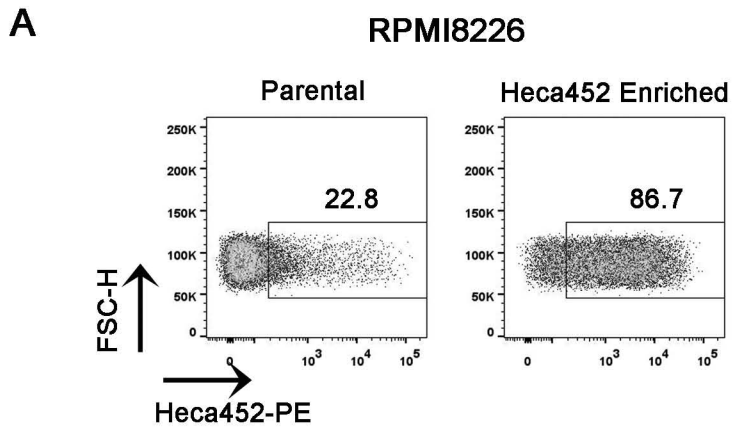 A
RPMI8226
Parental
Heca452 Enriched
250K
200K
150K
100K
50K
0
22.8
0
10^3
10^4
10^5
250K
200K
150K
100K
50K
0
86.7
0
10^3
10^4
10^5
FSC-H
Heca452-PE